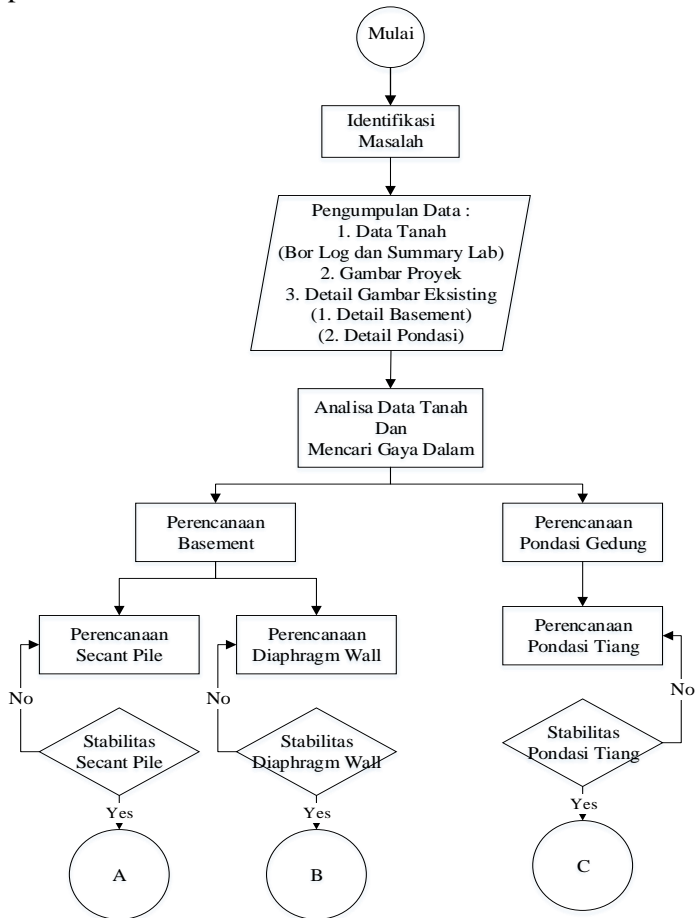 Mulai
Identifikasi
Masalah
Pengumpulan Data :
1. Data Tanah
(Bor Log dan Summary Lab)
2. Gambar Proyek
3. Detail Gambar Eksisting
(1. Detail Basement)
(2. Detail Pondasi)
Analisa Data Tanah
Dan
Mencari Gaya Dalam
Perencanaan
Basement
Perencanaan
Pondasi Gedung
Perencanaan
Secant Pile
Perencanaan
Diaphragm Wall
Perencanaan
Pondasi Tiang
No
No
No
Stabilitas
Secant Pile
Stabilitas
Diaphragm Wall
Stabilitas
Pondasi Tiang
Yes
Yes
Yes
A
B
C